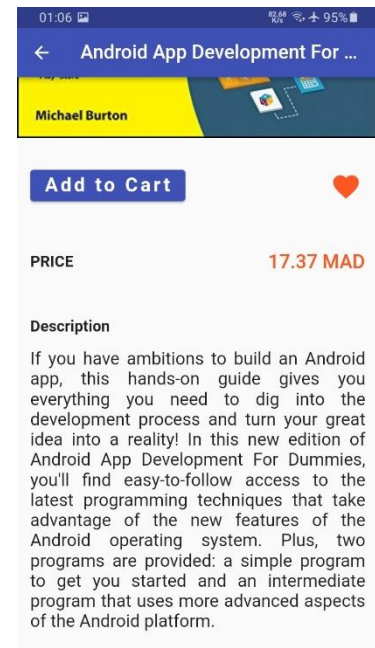 01:06 82,68 K/s 95%
Android App Development For ...
Michael Burton
Add to Cart
PRICE 17.37 MAD
Description
If you have ambitions to build an Android
app, this hands-on guide gives you
everything you need to dig into the
development process and turn your great
idea into a reality! In this new edition of
Android App Development For Dummies,
you'll find easy-to-follow access to the
latest programming techniques that take
advantage of the new features of the
Android operating system. Plus, two
programs are provided: a simple program
to get you started and an intermediate
program that uses more advanced aspects
of the Android platform.